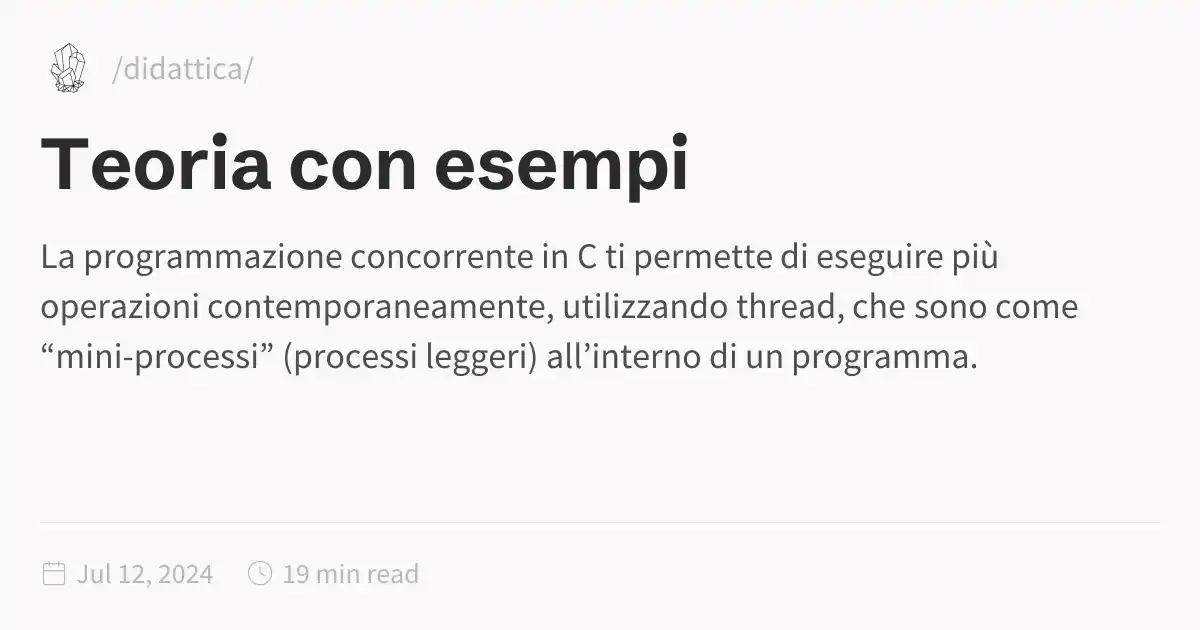 /didattica/
Teoria con esempi
La programmazione concorrente in C ti permette di eseguire più
operazioni contemporaneamente, utilizzando thread, che sono come
“mini-processi” (processi leggeri) all’interno di un programma.
Jul 12, 2024 19 min read